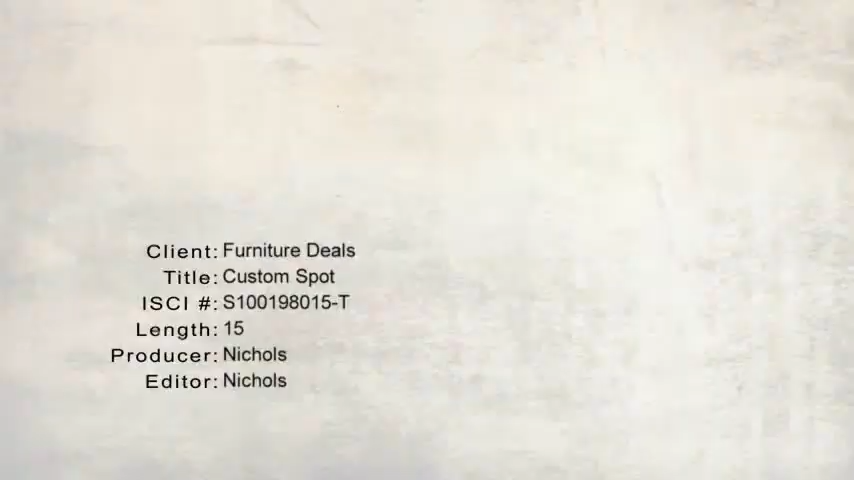 Client: Furniture Deals
Title: Custom Spot
ISCI #: S100198015-T
Length: 15
Producer: Nichols
Editor: Nichols